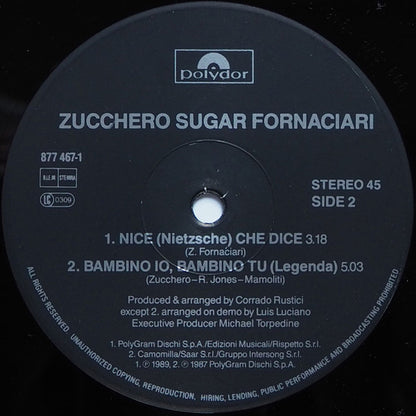 polydor
ZUCCHERO SUGAR FORNACIARI
877 467-1
B.I.E.M. STEMRA
LC 0309
STEREO 45
SIDE 2
1. NICE (Nietzsche) CHE DICE 3.18
(Z. Fornaciari)
2. BAMBINO IO, BAMBINO TU (Legenda) 5.03
(Zucchero–R. Jones–Mamoliti)
Produced & arranged by Corrado Rustici
except 2. arranged on demo by Luis Luciano
Executive Producer Michael Torpedine
1. PolyGram Dischi S.p.A./Edizioni Musicali/Rispetto S.r.l.
2. Camomilla/Saar S.r.l./Gruppo Intersong S.r.l.
1. ℗ 1989, 2. ℗ 1987 PolyGram Dischi S.p.A.
ALL RIGHTS RESERVED. UNAUTHORIZED COPYING, REPRODUCTION, HIRING, LENDING, PUBLIC PERFORMANCE AND BROADCASTING PROHIBITED